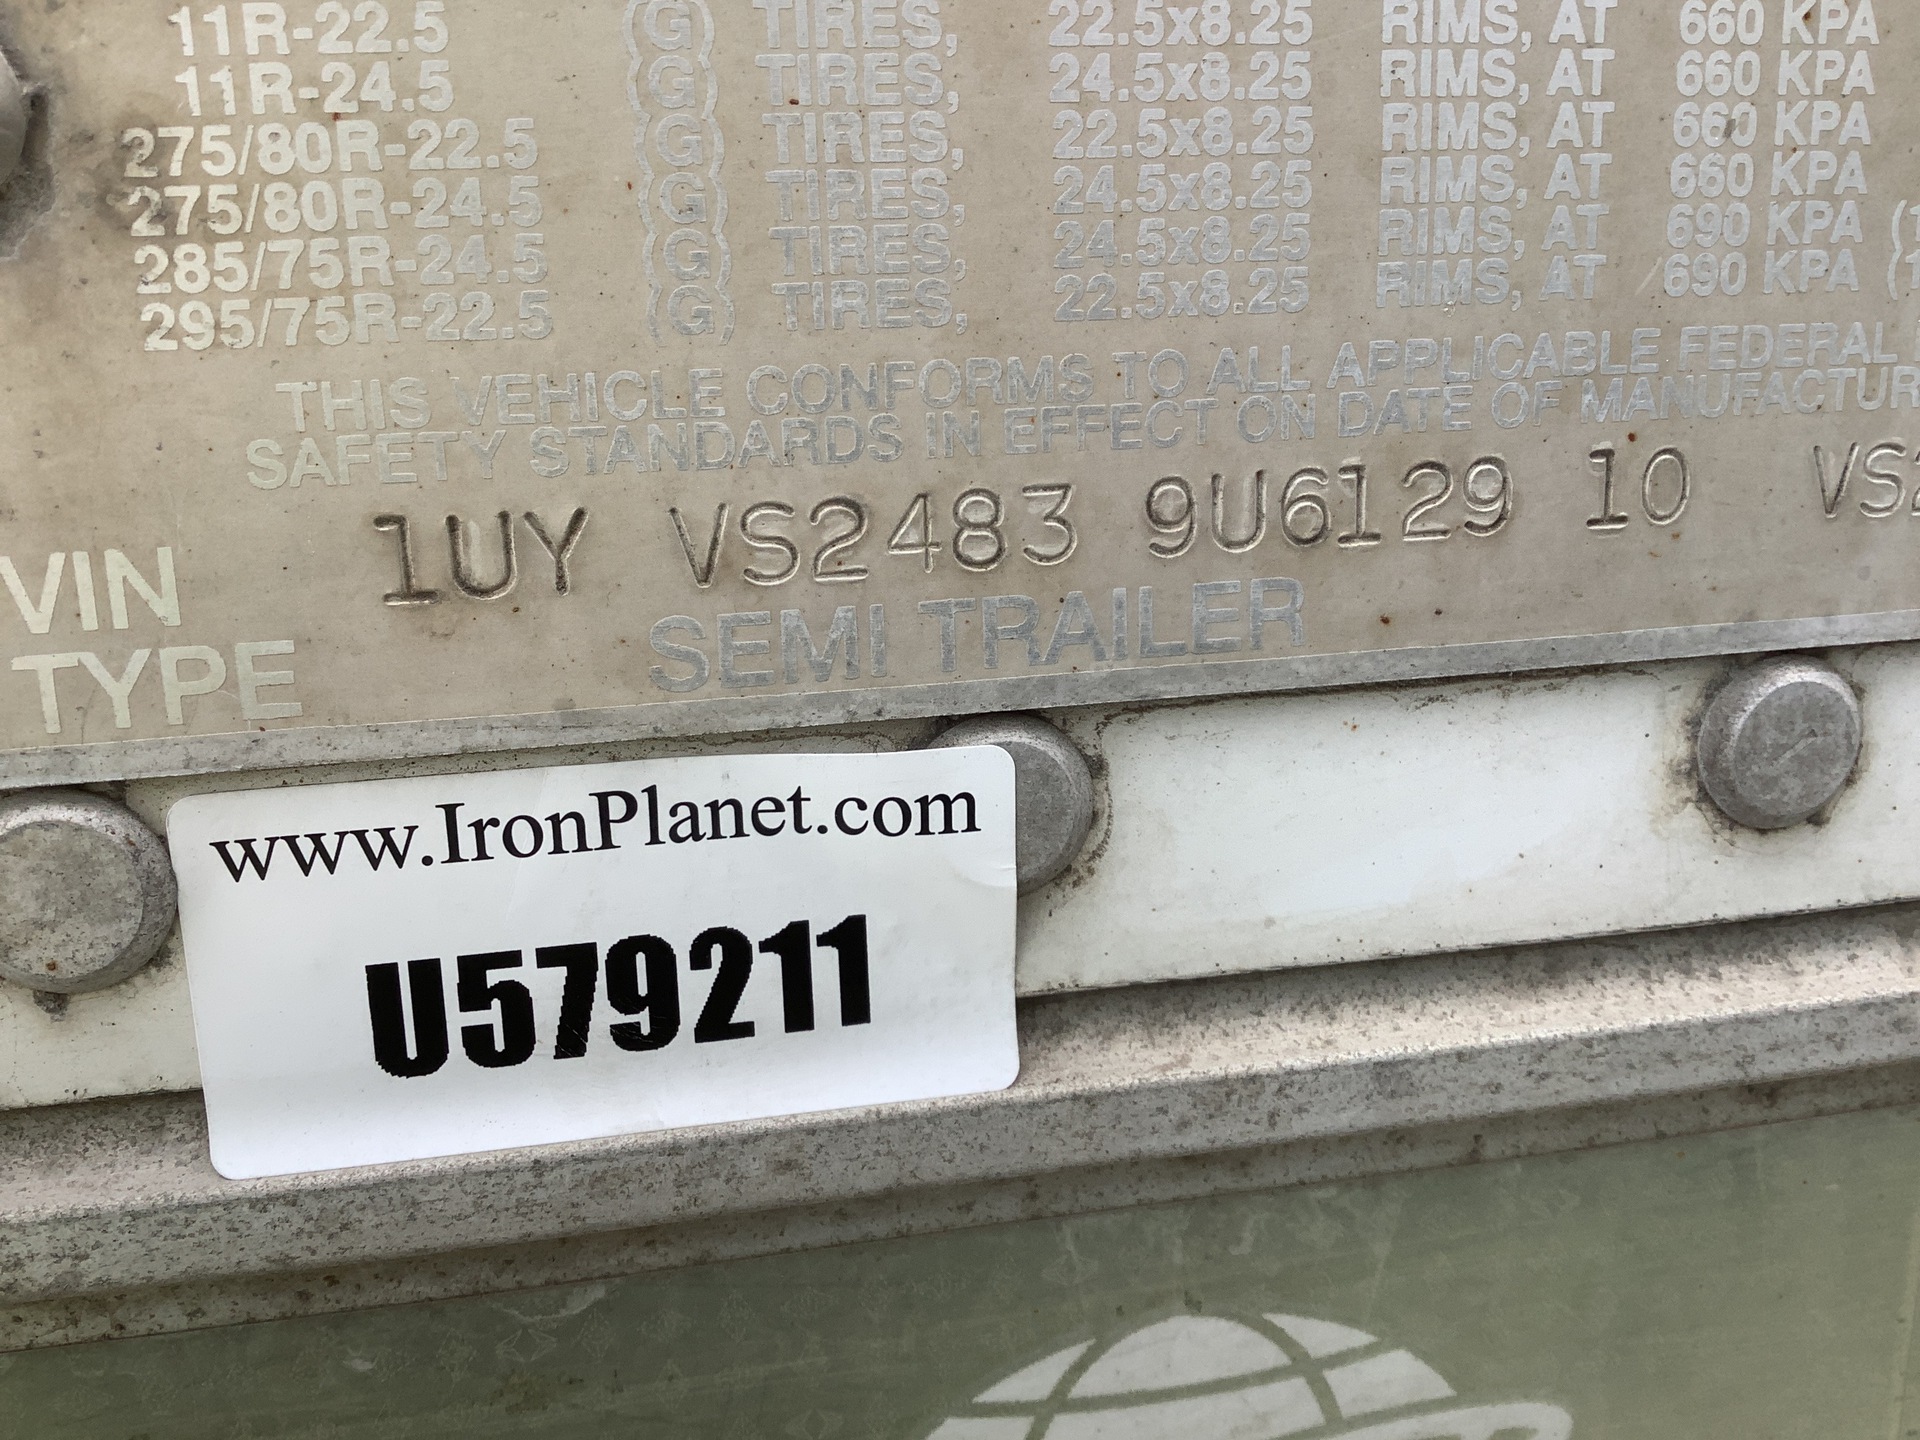 11R-22.5 (G) TIRES, 22.5x8.25 RIMS, AT 660 KPA
11R-24.5 (G) TIRES, 24.5x8.25 RIMS, AT 660 KPA
275/80R-22.5 (G) TIRES, 22.5x8.25 RIMS, AT 660 KPA
275/80R-24.5 (G) TIRES, 24.5x8.25 RIMS, AT 660 KPA
285/75R-24.5 (G) TIRES, 24.5x8.25 RIMS, AT 690 KPA (1
295/75R-22.5 (G) TIRES, 22.5x8.25 RIMS, AT 690 KPA (1
THIS VEHICLE CONFORMS TO ALL APPLICABLE FEDERAL
SAFETY STANDARDS IN EFFECT ON DATE OF MANUFACTUR
VIN 1UY VS2483 9U6129 10 VS2
TYPE SEMI TRAILER
www.IronPlanet.com
U579211